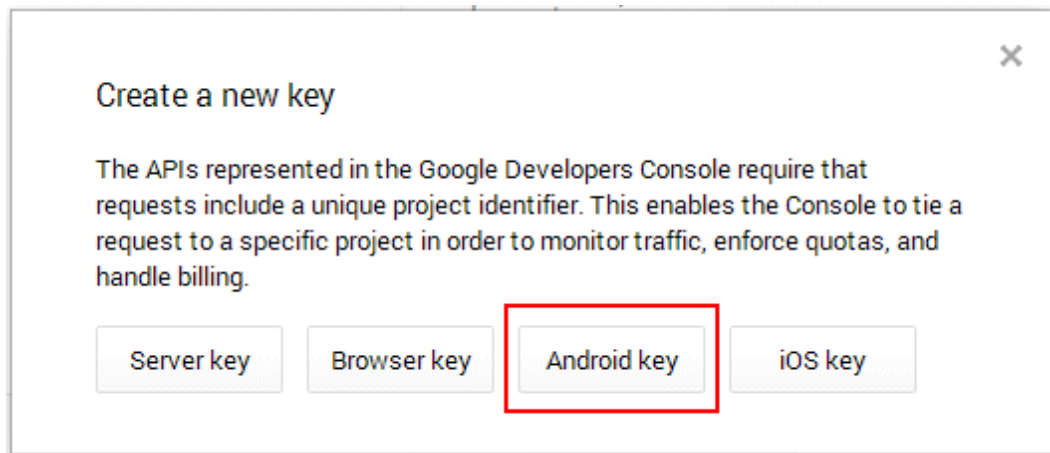 Create a new key
The APIs represented in the Google Developers Console require that
requests include a unique project identifier. This enables the Console to tie a
request to a specific project in order to monitor traffic, enforce quotas, and
handle billing.
Server key
Browser key
Android key
iOS key